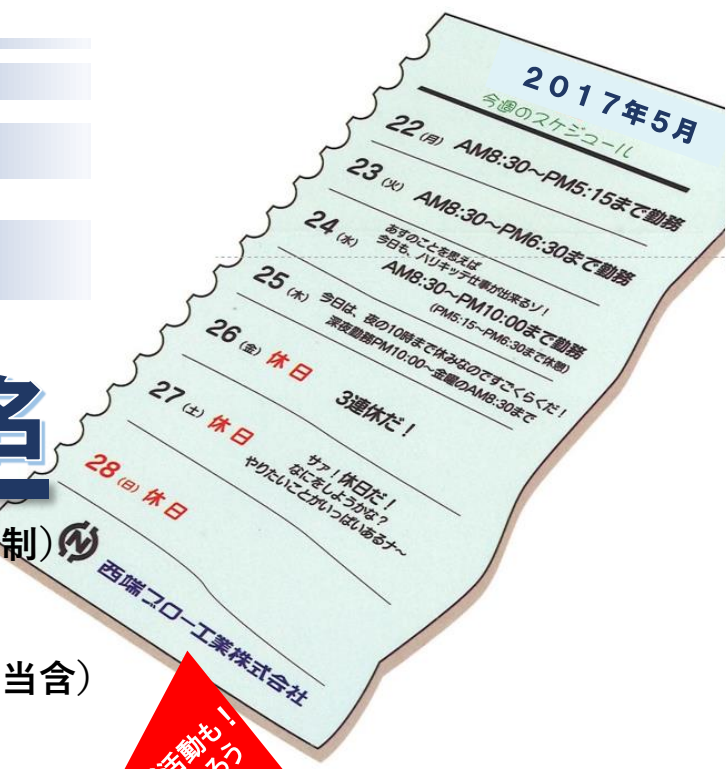 2017年5月
今週のスケジュール
22(月) AM8:30~PM5:15まで勤務
23(火) AM8:30~PM6:30まで勤務
24(水) あすのことを思えば
今日も、ハリキッテ仕事が出来るゾ!
AM8:30~PM10:00まで勤務
(PM5:15~PM6:30まで休憩)
25(木) 今日は、夜の10時まで休みなのですごくらくだ!
深夜勤務PM10:00~金曜のAM8:30まで
26(金) 休日 3連休だ!
27(土) 休日 サァ!休日だ!
なにをしようかな?
やりたいことがいっぱいあるナ~
28(日) 休日
西端ブロー工業株式会社
名
制)
当含)
活動も!
ろう